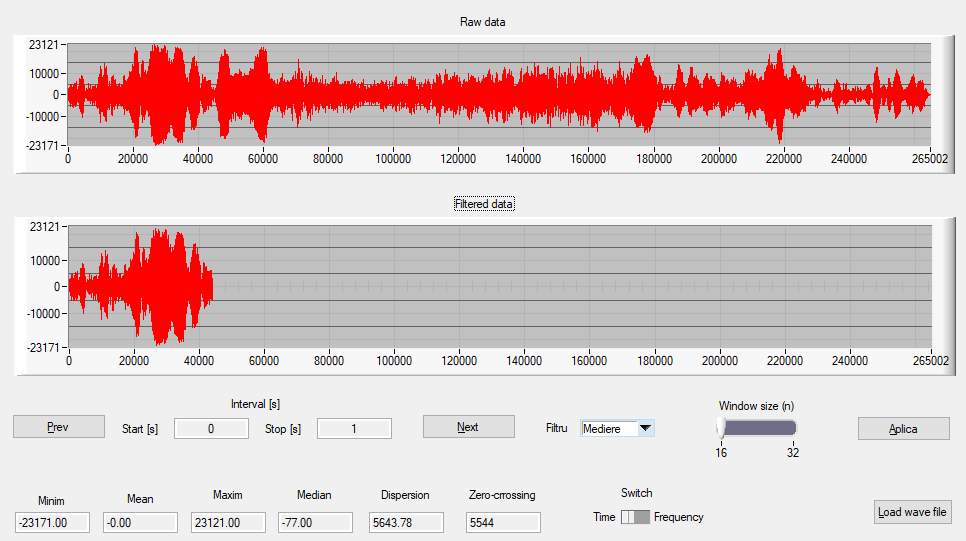 Raw data
23121
10000
0
-10000
-23171
0 20000 40000 60000 80000 100000 120000 140000 160000 180000 200000 220000 240000 265002
Filtered data
23121
10000
0
-10000
-23171
0 20000 40000 60000 80000 100000 120000 140000 160000 180000 200000 220000 240000 265002
Interval [s]
Prev Start [s] 0 Stop [s] 1 Next Filtru Mediere Window size (n) Aplica
16 32
Minim Mean Maxim Median Dispersion Zero-crrossing Switch
-23171.00 -0.00 23121.00 -77.00 5643.78 5544 Time Frequency Load wave file